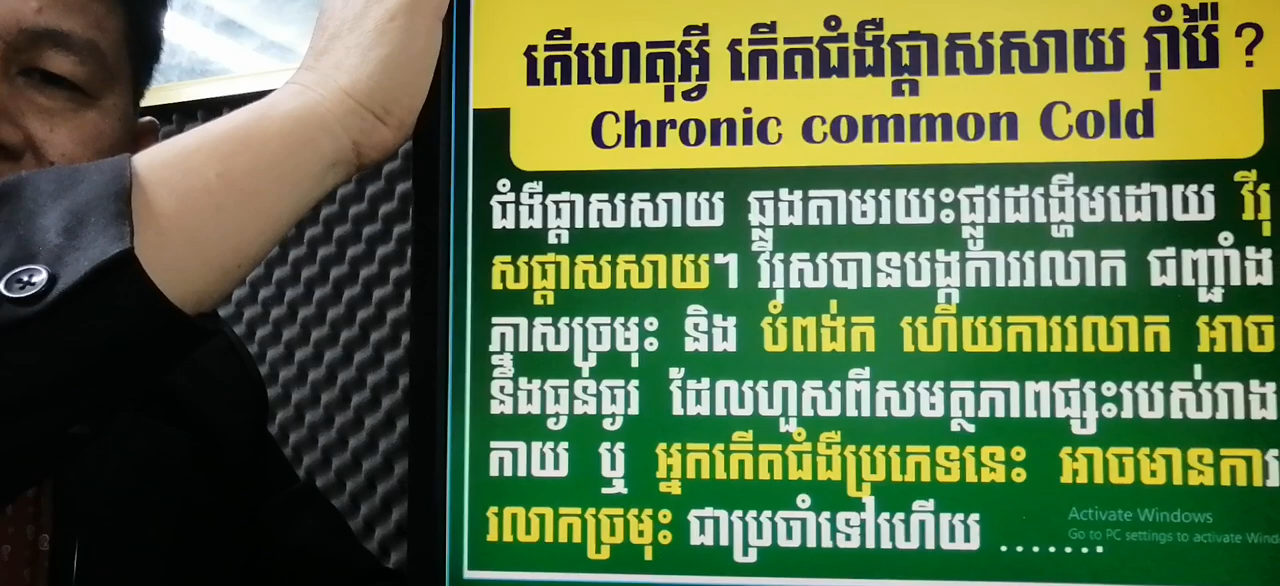 តើហេតុអ្វី កើតជំងឺផ្តាសសាយ រ៉ាំប៉ៃ ?
Chronic common Cold
ជំងឺផ្តាសសាយ ឆ្លងតាមរយះផ្លូវដង្ហើមដោយ វីរុ
សផ្តាសសាយ។ វីរុសបានបង្កការរលាក ជញ្ជាំង
ភ្នាសច្រមុះ និង បំពង់ក ហើយការរលាក អាច
នឹងធ្ងន់ធ្ងរ ដែលហួសពីសមត្ថភាពផ្សះរបស់រាង
កាយ ឬ អ្នកកើតជំងឺប្រភេទនេះ អាចមានការ
រលាកច្រមុះ ជាប្រចាំទៅហើយ ........
Activate Windows
Go to PC settings to activate Wind